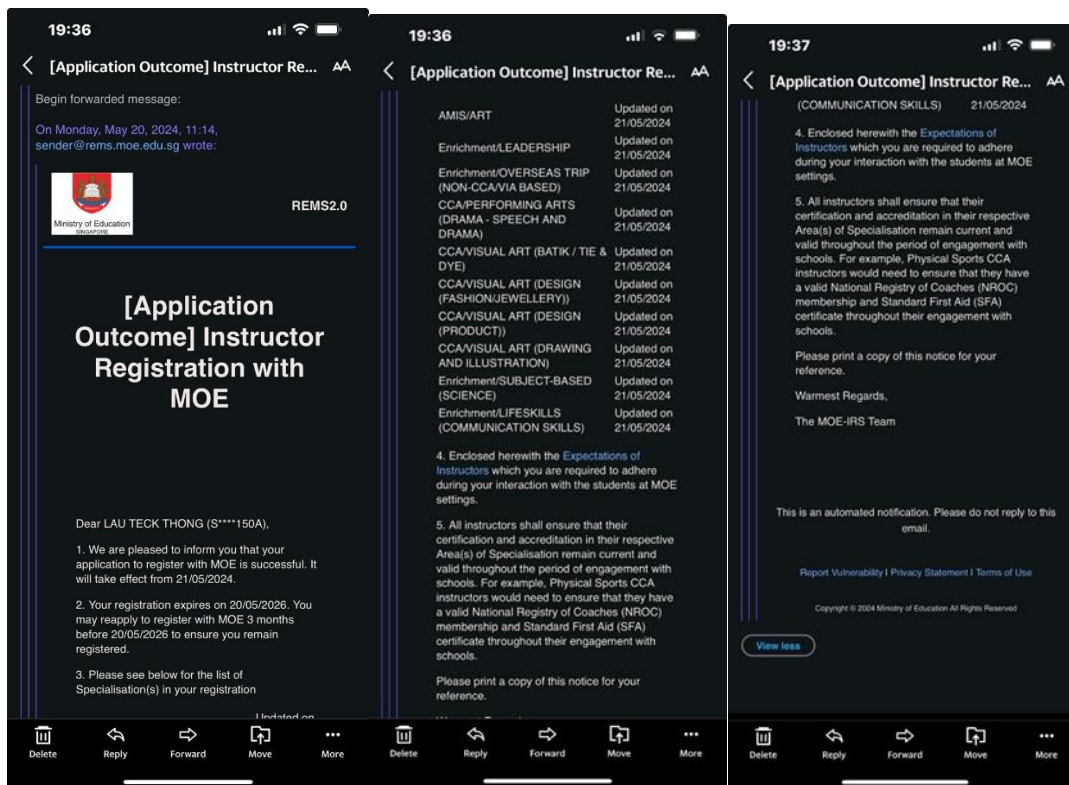 19:36
[Application Outcome] Instructor Re... AA
Begin forwarded message:
On Monday, May 20, 2024, 11:14,
sender@rems.moe.edu.sg wrote:
Ministry of Education
SINGAPORE
REMS2.0
[Application
Outcome] Instructor
Registration with
MOE
Dear LAU TECK THONG (S****150A),
1. We are pleased to inform you that your
application to register with MOE is successful. It
will take effect from 21/05/2024.
2. Your registration expires on 20/05/2026. You
may reapply to register with MOE 3 months
before 20/05/2026 to ensure you remain
registered.
3. Please see below for the list of
Specialisation(s) in your registration
Updated on
Delete Reply Forward Move More
19:36
[Application Outcome] Instructor Re... AA
AMIS/ART Updated on
21/05/2024
Enrichment/LEADERSHIP Updated on
21/05/2024
Enrichment/OVERSEAS TRIP Updated on
(NON-CCA/VIA BASED) 21/05/2024
CCA/PERFORMING ARTS
(DRAMA - SPEECH AND
DRAMA)
Updated on
21/05/2024
CCA/VISUAL ART (BATIK / TIE & Updated on
DYE) 21/05/2024
CCA/VISUAL ART (DESIGN Updated on
(FASHION/JEWELLERY)) 21/05/2024
CCA/VISUAL ART (DESIGN Updated on
(PRODUCT)) 21/05/2024
CCA/VISUAL ART (DRAWING Updated on
AND ILLUSTRATION) 21/05/2024
Enrichment/SUBJECT-BASED Updated on
(SCIENCE) 21/05/2024
Enrichment/LIFESKILLS Updated on
(COMMUNICATION SKILLS) 21/05/2024
4. Enclosed herewith the Expectations of
Instructors which you are required to adhere
during your interaction with the students at MOE
settings.
5. All instructors shall ensure that their
certification and accreditation in their respective
Area(s) of Specialisation remain current and
valid throughout the period of engagement with
schools. For example, Physical Sports CCA
instructors would need to ensure that they have
a valid National Registry of Coaches (NROC)
membership and Standard First Aid (SFA)
certificate throughout their engagement with
schools.
Please print a copy of this notice for your
reference.
Delete Reply Forward Move More
19:37
[Application Outcome] Instructor Re... AA
(COMMUNICATION SKILLS) 21/05/2024
4. Enclosed herewith the Expectations of
Instructors which you are required to adhere
during your interaction with the students at MOE
settings.
5. All instructors shall ensure that their
certification and accreditation in their respective
Area(s) of Specialisation remain current and
valid throughout the period of engagement with
schools. For example, Physical Sports CCA
instructors would need to ensure that they have
a valid National Registry of Coaches (NROC)
membership and Standard First Aid (SFA)
certificate throughout their engagement with
schools.
Please print a copy of this notice for your
reference.
Warmest Regards,
The MOE-IRS Team
This is an automated notification. Please do not reply to this
email.
Report Vulnerability I Privacy Statement I Terms of Use
Copyright © 2024 Ministry of Education All Rights Reserved
View less
Delete Reply Forward Move More